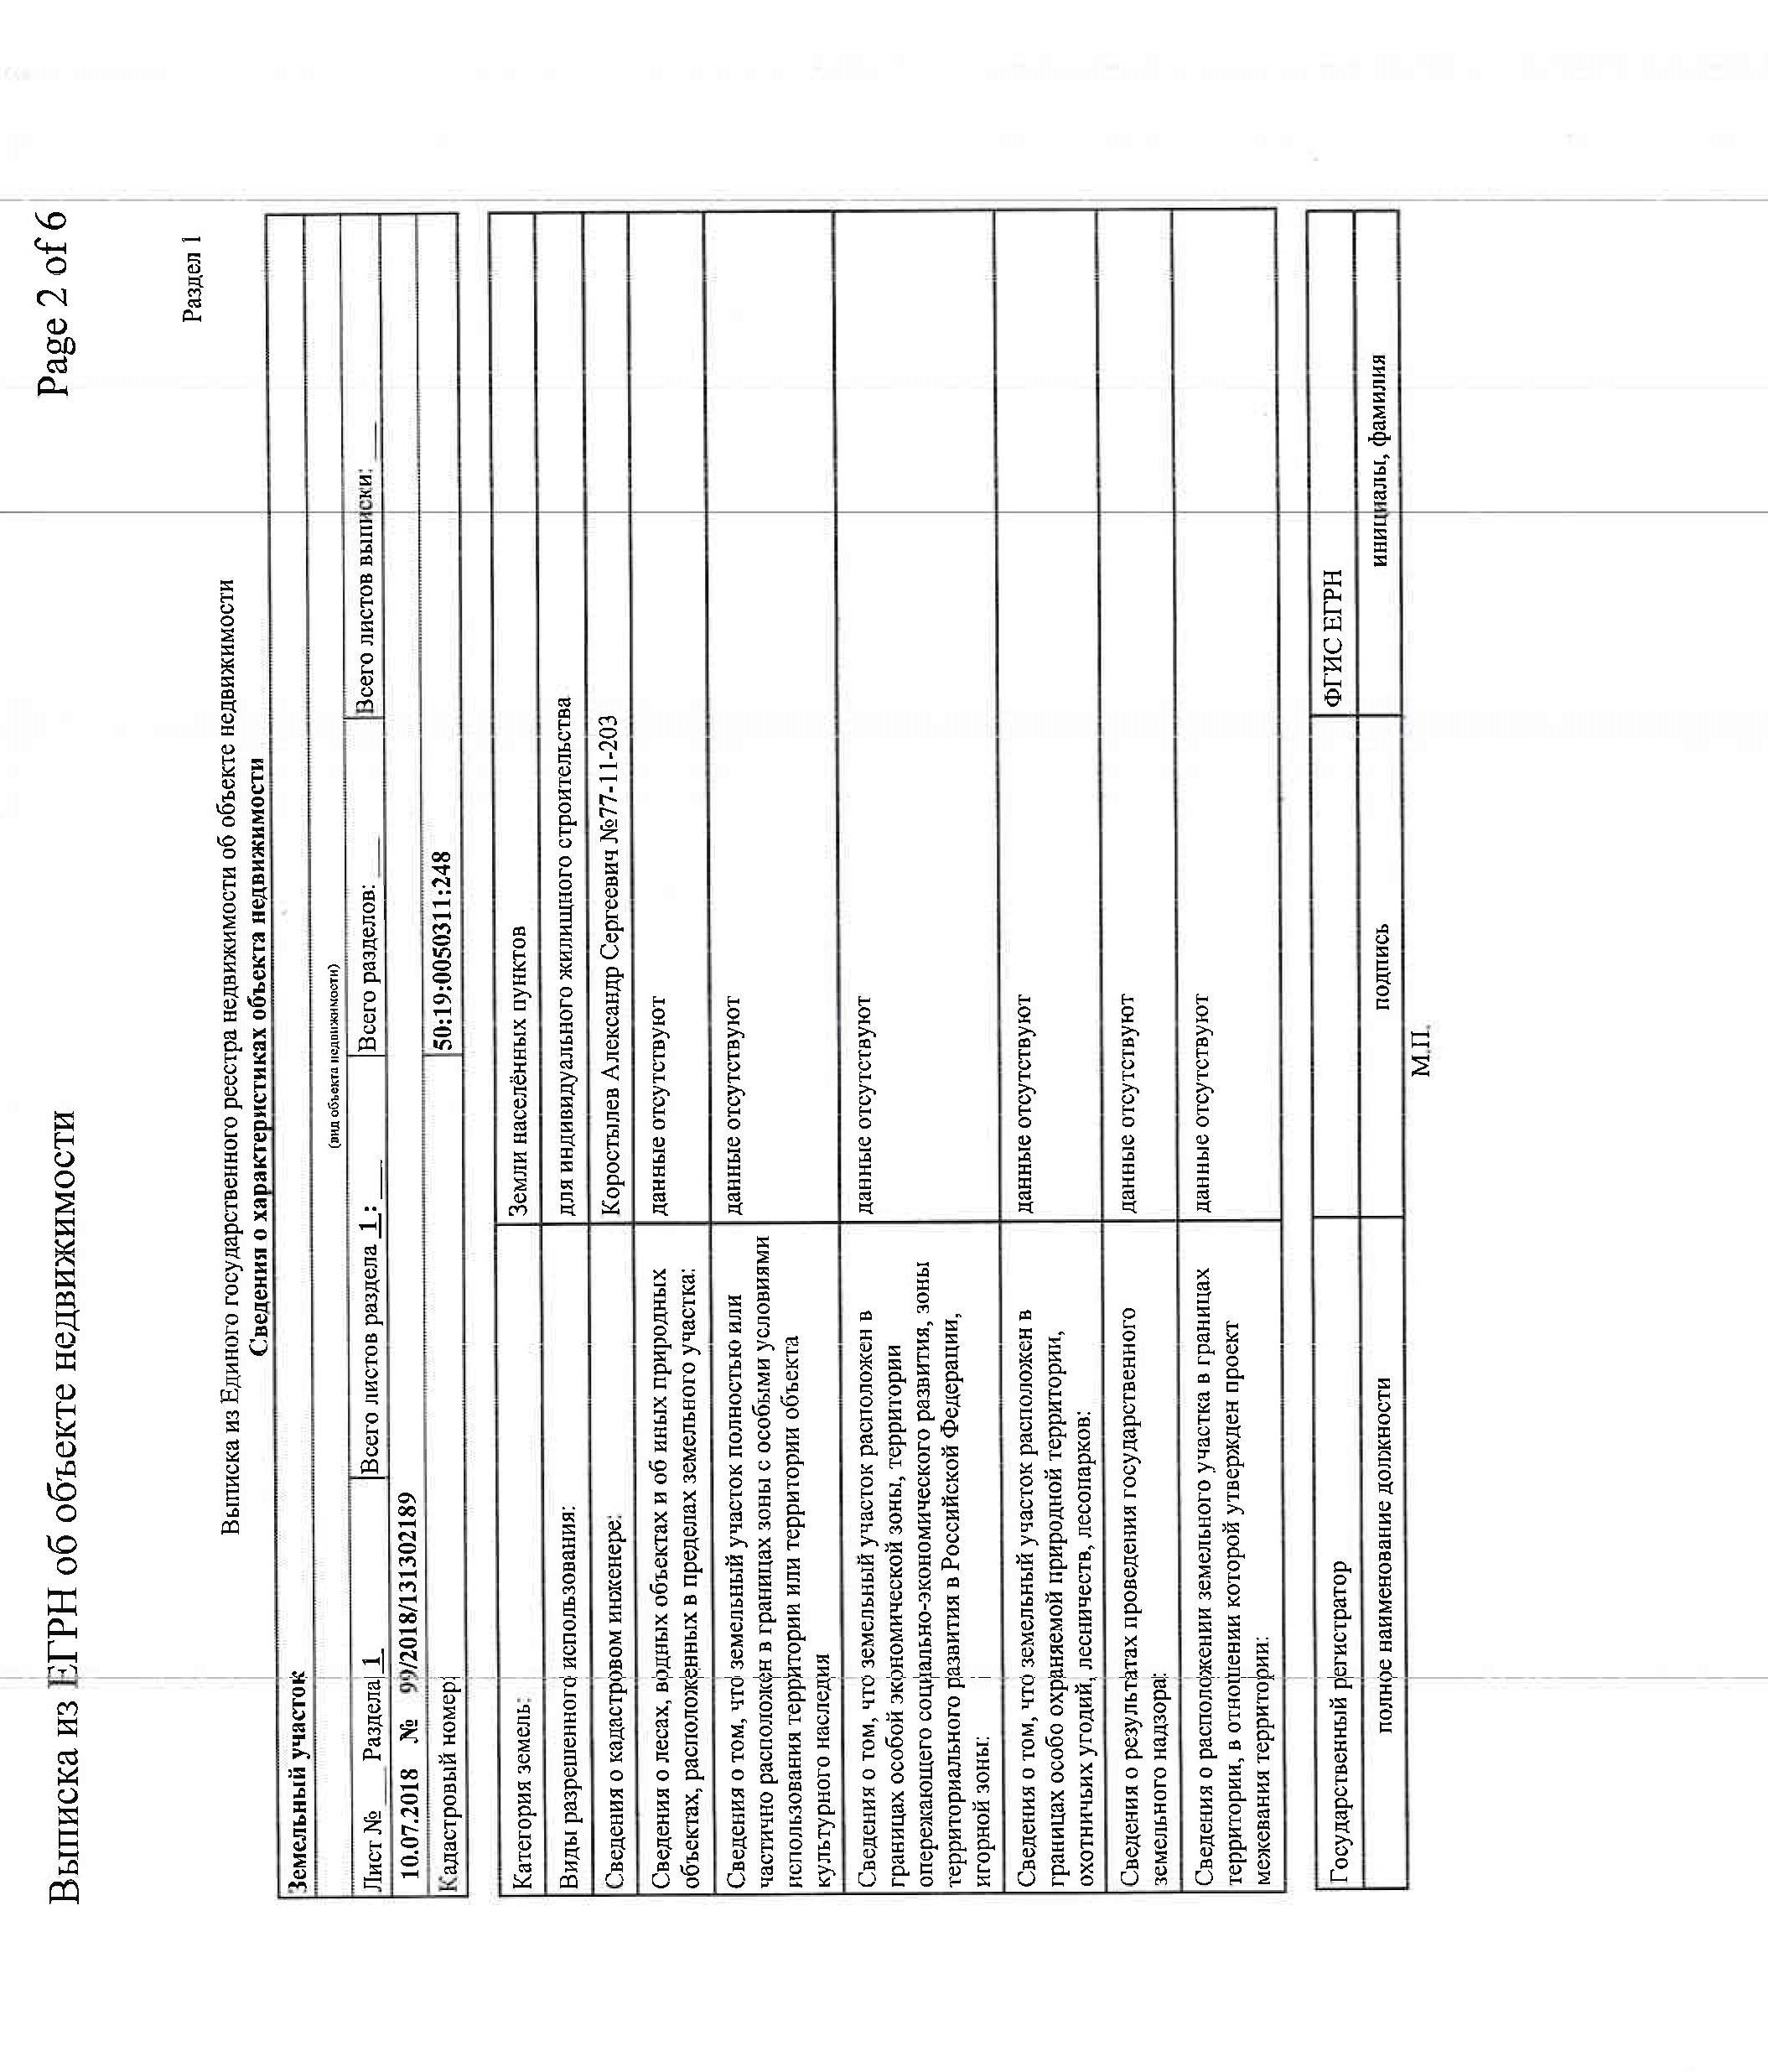 Выписка из ЕГРН об объекте недвижимости Page 2 of 6
Раздел 1
Выписка из Единого государственного реестра недвижимости об объекте недвижимости
Сведения о характеристиках объекта недвижимости
Земельный участок
(вид объекта недвижимости)
Лист № ___ Раздела 1 Всего листов раздела 1 : ___ Всего разделов: ___ Всего листов выписки: ___
10.07.2018 № 99/2018/131302189
Кадастровый номер: 50:19:0050311:248
Категория земель: Земли населённых пунктов
Виды разрешенного использования: для индивидуального жилищного строительства
Сведения о кадастровом инженере: Коростылев Александр Сергеевич №77-11-203
Сведения о лесах, водных объектах и об иных природных данные отсутствуют
объектах, расположенных в пределах земельного участка:
Сведения о том, что земельный участок полностью или данные отсутствуют
частично расположен в границах зоны с особыми условиями
использования территории или территории объекта
культурного наследия
Сведения о том, что земельный участок расположен в данные отсутствуют
границах особой экономической зоны, территории
опережающего социально-экономического развития, зоны
территориального развития в Российской Федерации,
игорной зоны:
Сведения о том, что земельный участок расположен в данные отсутствуют
границах особо охраняемой природной территории,
охотничьих угодий, лесничеств, лесопарков:
Сведения о результатах проведения государственного данные отсутствуют
земельного надзора:
Сведения о расположении земельного участка в границах данные отсутствуют
территории, в отношении которой утвержден проект
межевания территории:
Государственный регистратор ФГИС ЕГРН
полное наименование должности подпись инициалы, фамилия
М.П.